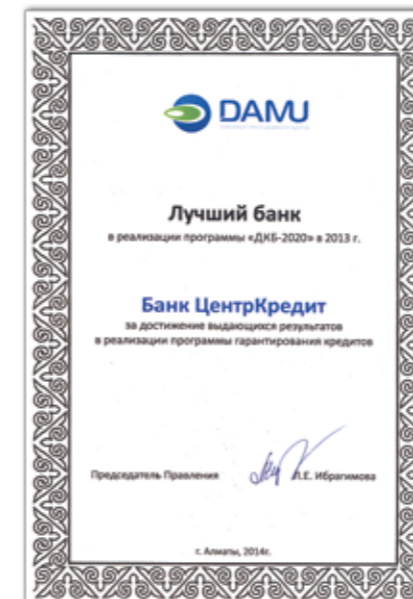 DAMU
Лучший банк
в реализации программы «ДКБ-2020» в 2013 г.
Банк ЦентрКредит
за достижение выдающихся результатов
в реализации программы гарантирования кредитов
Председатель Правления Л.Е. Ибрагимова
г. Алматы, 2014г.